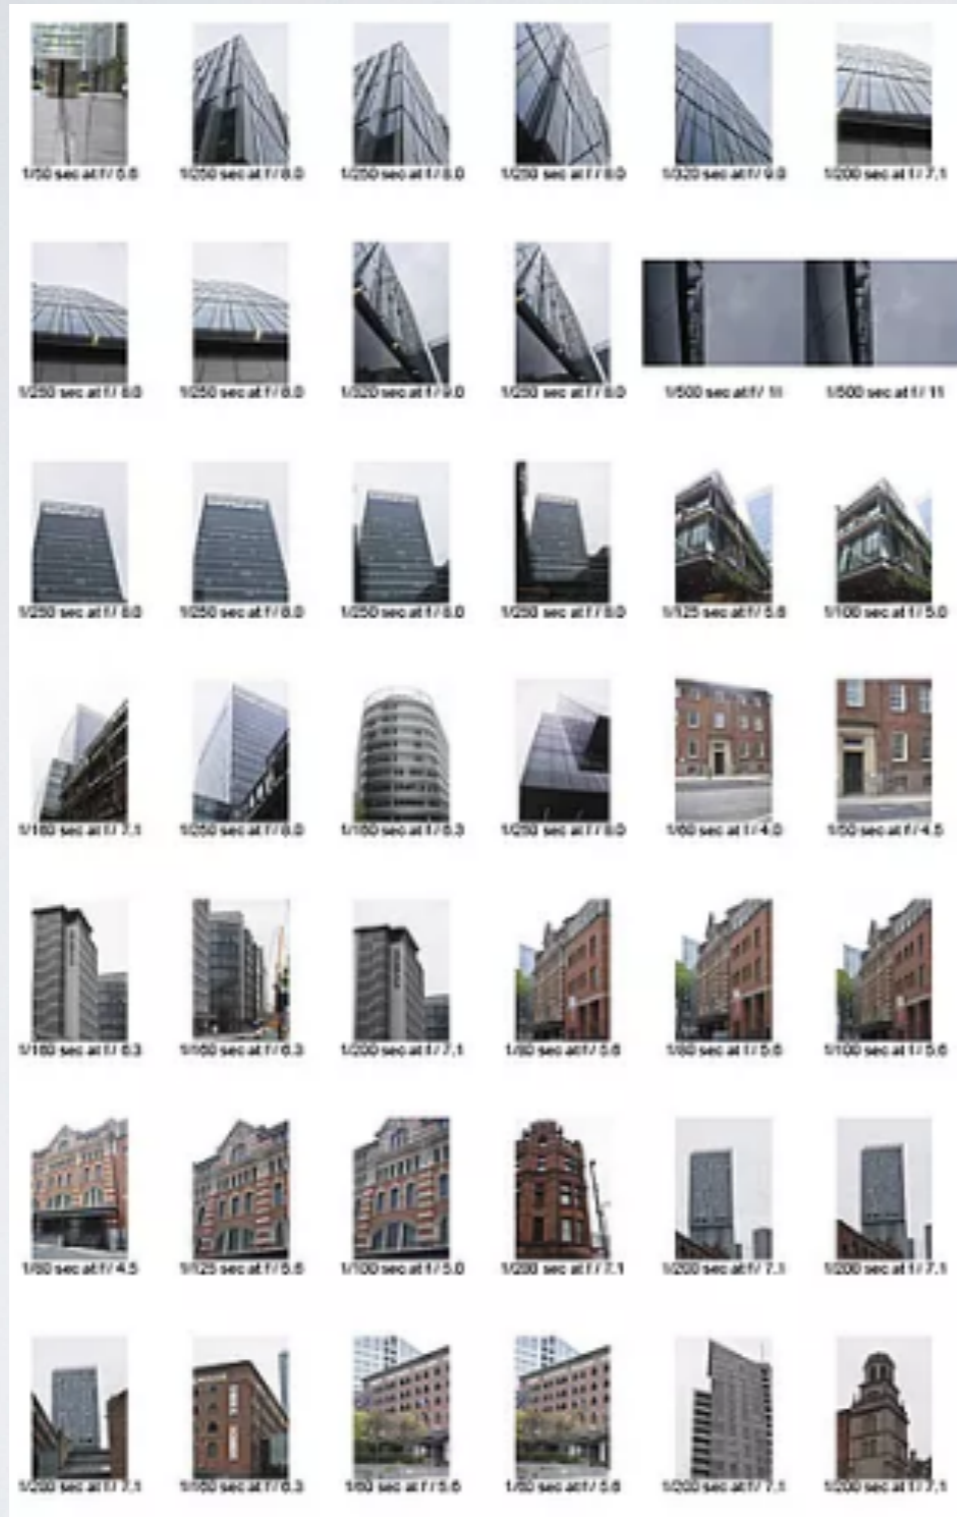 1/50 sec at f / 5.6
1/250 sec at f / 8.0
1/250 sec at f / 8.0
1/250 sec at f / 8.0
1/320 sec at f / 9.0
1/200 sec at f / 7.1
1/250 sec at f / 8.0
1/250 sec at f / 8.0
1/320 sec at f / 9.0
1/250 sec at f / 8.0
1/500 sec at f / 11
1/500 sec at f / 11
1/250 sec at f / 8.0
1/250 sec at f / 8.0
1/250 sec at f / 8.0
1/250 sec at f / 8.0
1/125 sec at f / 5.6
1/100 sec at f / 5.0
1/160 sec at f / 7.1
1/250 sec at f / 8.0
1/160 sec at f / 6.3
1/250 sec at f / 8.0
1/60 sec at f / 4.0
1/50 sec at f / 4.5
1/160 sec at f / 6.3
1/160 sec at f / 6.3
1/200 sec at f / 7.1
1/80 sec at f / 5.6
1/80 sec at f / 5.6
1/100 sec at f / 5.6
1/80 sec at f / 4.5
1/125 sec at f / 5.6
1/100 sec at f / 5.0
1/200 sec at f / 7.1
1/200 sec at f / 7.1
1/200 sec at f / 7.1
1/200 sec at f / 7.1
1/160 sec at f / 6.3
1/60 sec at f / 5.6
1/60 sec at f / 5.6
1/200 sec at f / 7.1
1/200 sec at f / 7.1